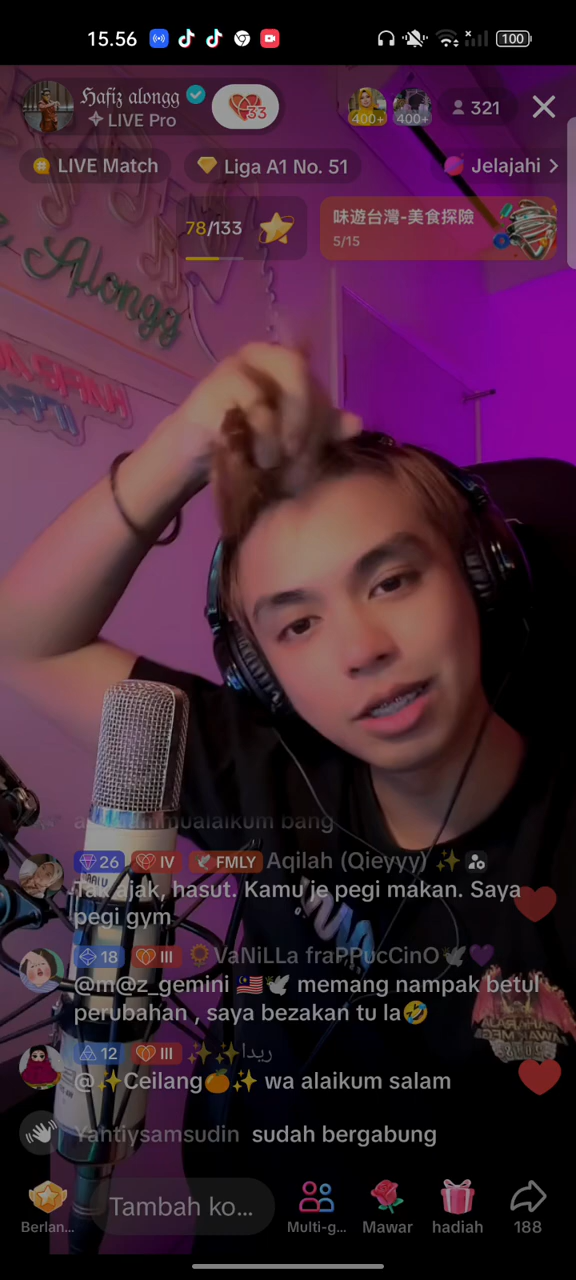 15.56
100
Hafiz alongg
LIVE Pro
33
400+
400+
321
LIVE Match
Liga A1 No. 51
Jelajahi
78/133
味遊台灣-美食探險
5/15
Alongg
bang
26 IV FMLY Aqilah (Qieyyy) ✨
Tak ajak, hasut. Kamu je pegi makan. Saya
pegi gym
18 III 🌻VaNiLLa fraPPucCinO🕊💜
@m@z_gemini 🇲🇾🕊 memang nampak betul
perubahan , saya bezakan tu la🤣
12 III ✨✨ريدا
@✨Ceilang🍊✨ wa alaikum salam
Yahtiysamsudin sudah bergabung
Berlan...
Tambah ko...
Multi-g...
Mawar
hadiah
188